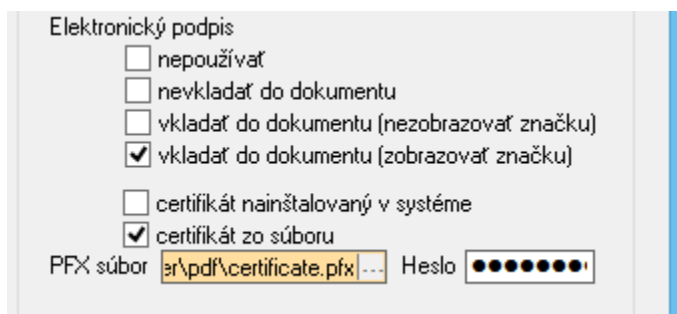 Elektronický podpis
nepoužívať
nevkladať do dokumentu
vkladať do dokumentu (nezobrazovať značku)
vkladať do dokumentu (zobrazovať značku)
certifikát nainštalovaný v systéme
certifikát zo súboru
PFX súbor er\pdf\certificate.pfx ... Heslo ●●●●●●●●